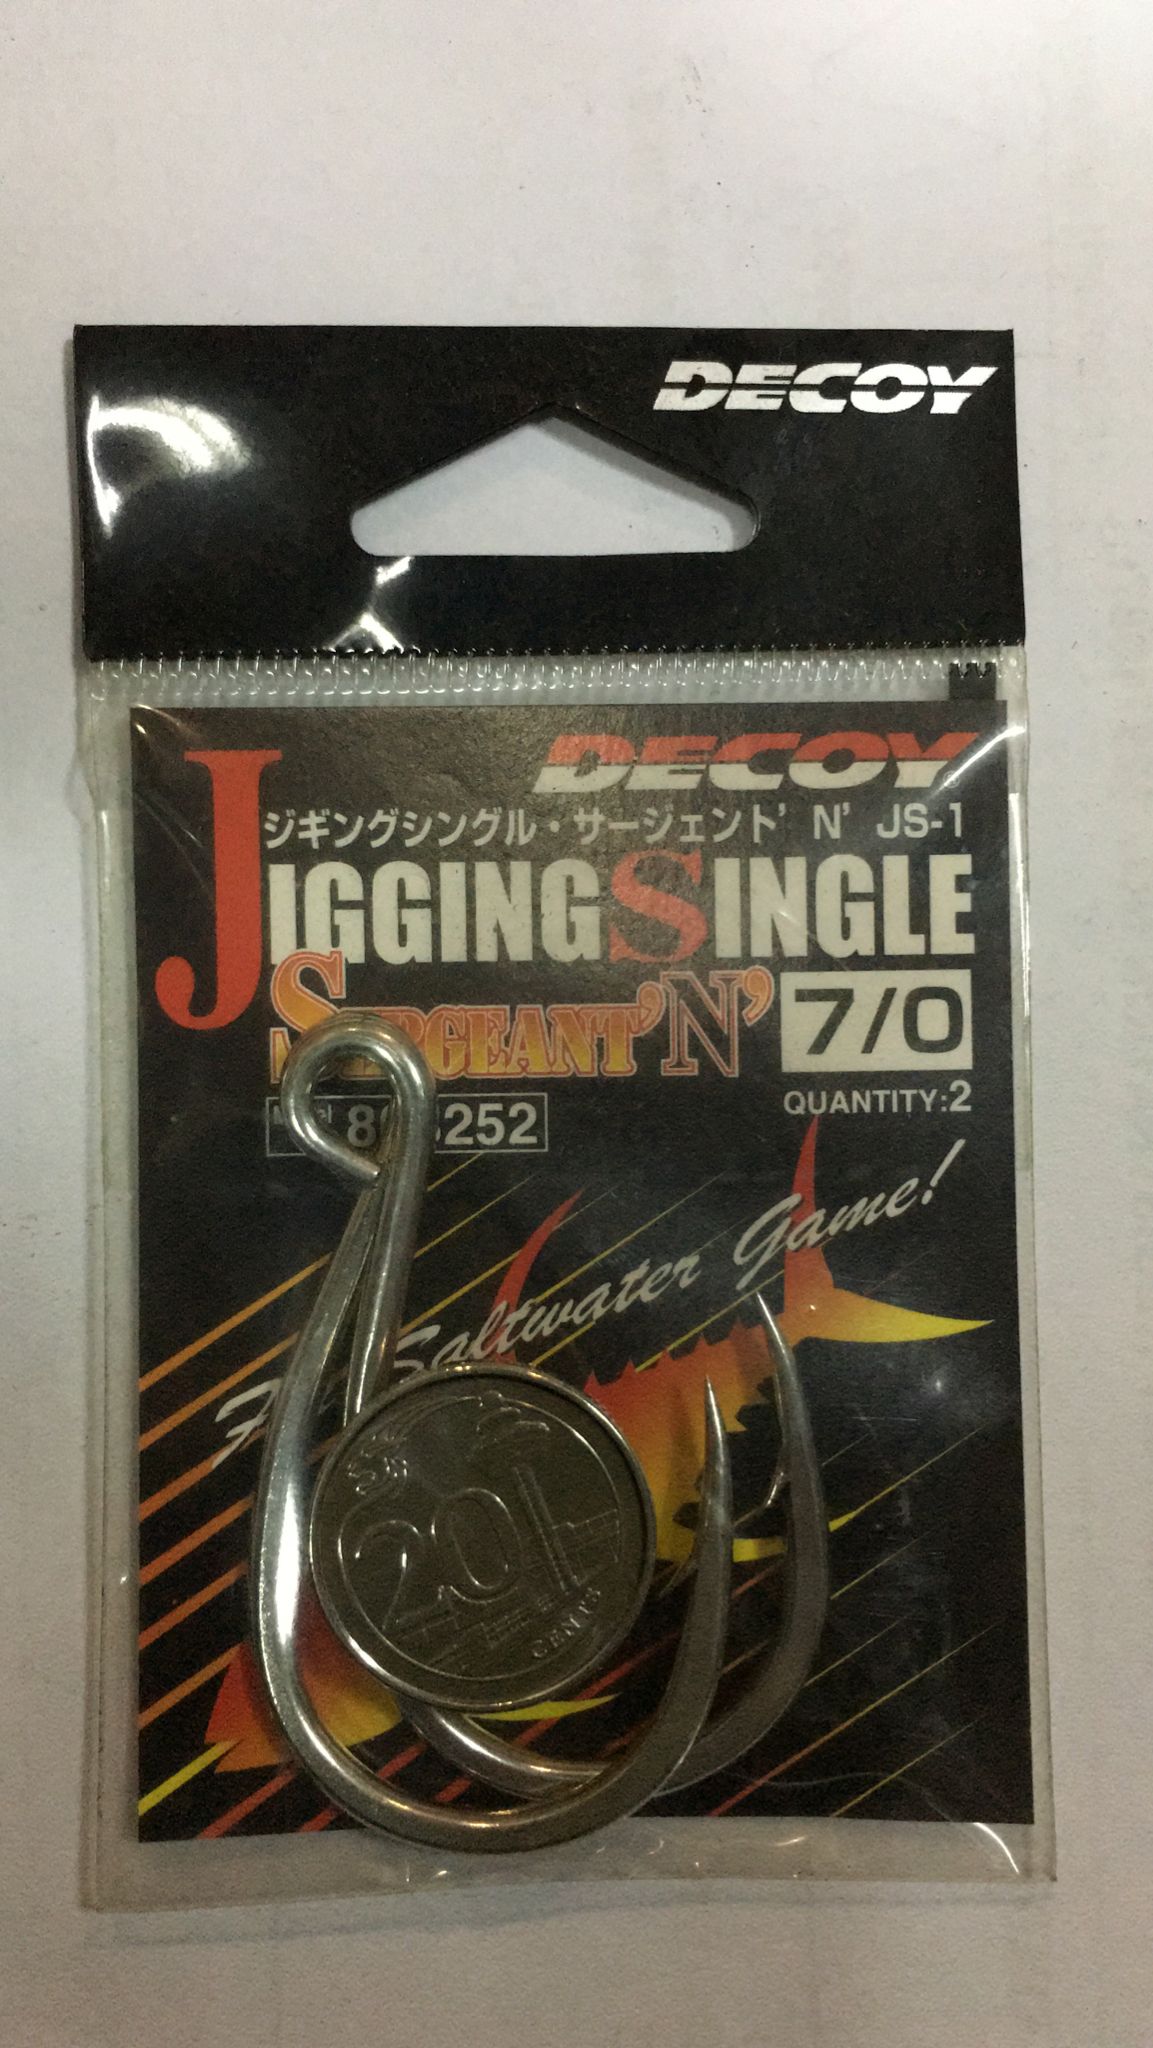 DECOY
DECOY
ジギングシングル・サージェント'N' JS-1
JIGGING SINGLE
SERGEANT'N'
7/0
252
QUANTITY:2
Saltwater Game!
20
CENTS